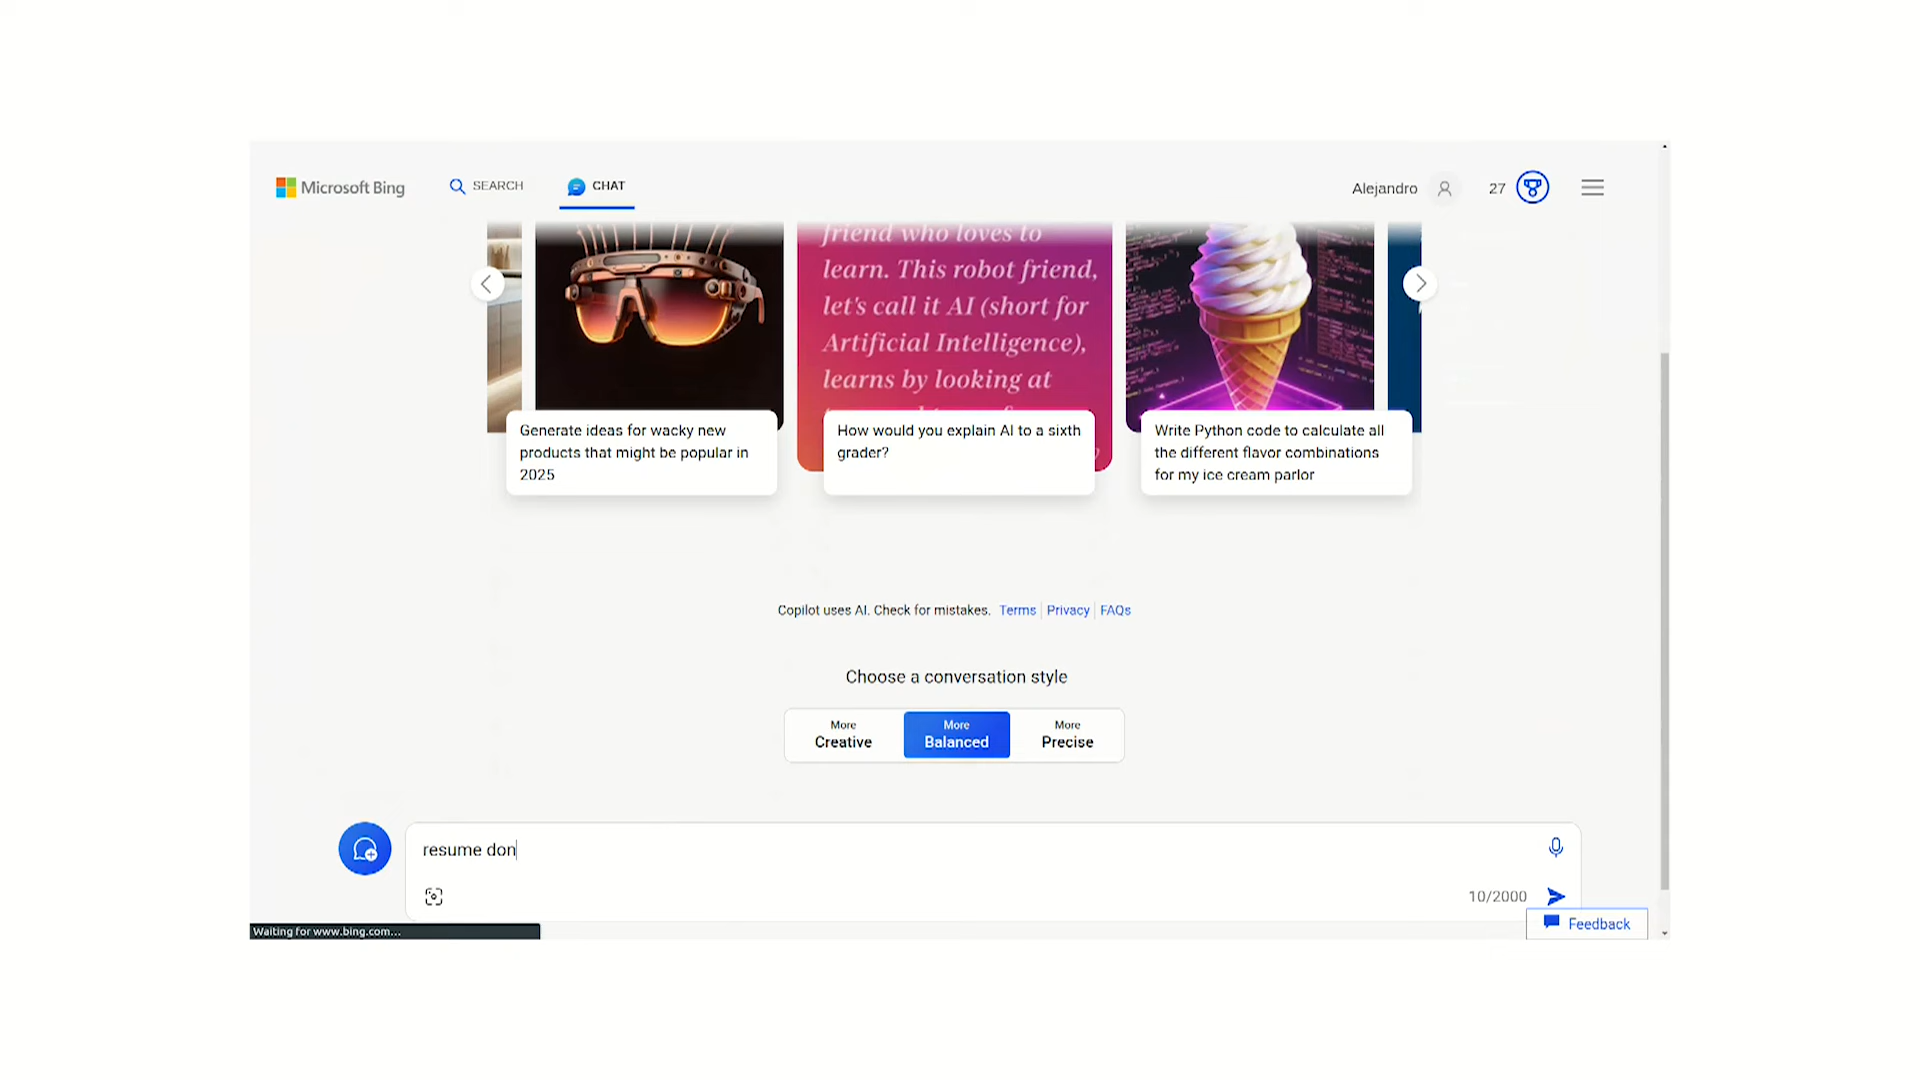 Microsoft Bing
SEARCH
CHAT
Alejandro
27
friend who loves to
learn. This robot friend,
let's call it AI (short for
Artificial Intelligence),
learns by looking at
Generate ideas for wacky new
products that might be popular in
2025
How would you explain AI to a sixth
grader?
Write Python code to calculate all
the different flavor combinations
for my ice cream parlor
Copilot uses AI. Check for mistakes. Terms Privacy FAQs
Choose a conversation style
More
Creative
More
Balanced
More
Precise
resume don
10/2000
Feedback
Waiting for www.bing.com...